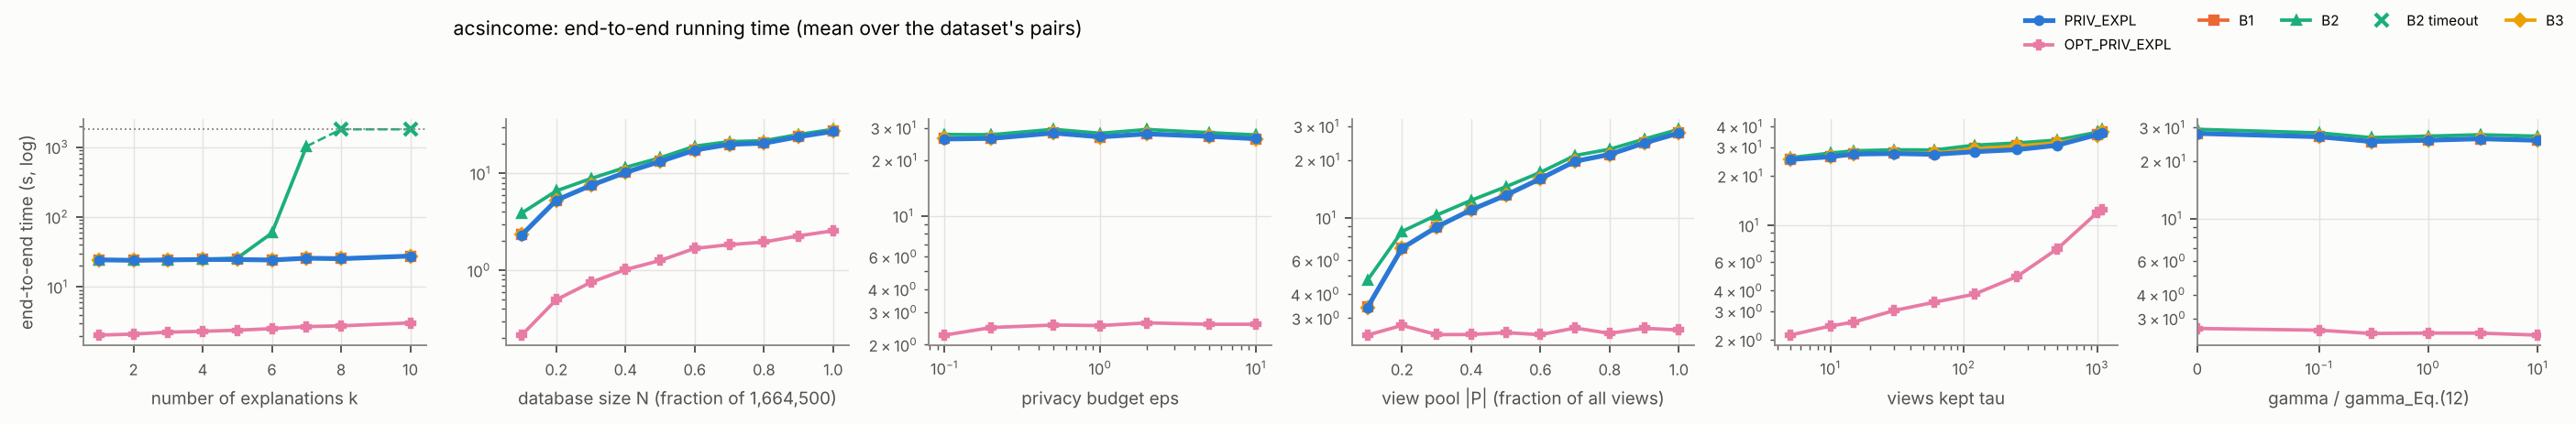 acsincome: end-to-end running time (mean over the dataset's pairs)
PRIV_EXPL B1 B2 B2 timeout B3
OPT_PRIV_EXPL
end-to-end time (s, log)
10³
10²
10¹
2 4 6 8 10
number of explanations k
10¹
10⁰
0.2 0.4 0.6 0.8 1.0
database size N (fraction of 1,664,500)
3 × 10¹
2 × 10¹
10¹
6 × 10⁰
4 × 10⁰
3 × 10⁰
2 × 10⁰
10⁻¹ 10⁰ 10¹
privacy budget eps
3 × 10¹
2 × 10¹
10¹
6 × 10⁰
4 × 10⁰
3 × 10⁰
0.2 0.4 0.6 0.8 1.0
view pool |P| (fraction of all views)
4 × 10¹
3 × 10¹
2 × 10¹
10¹
6 × 10⁰
4 × 10⁰
3 × 10⁰
2 × 10⁰
10¹ 10² 10³
views kept tau
3 × 10¹
2 × 10¹
10¹
6 × 10⁰
4 × 10⁰
3 × 10⁰
0 10⁻¹ 10⁰ 10¹
gamma / gamma_Eq.(12)